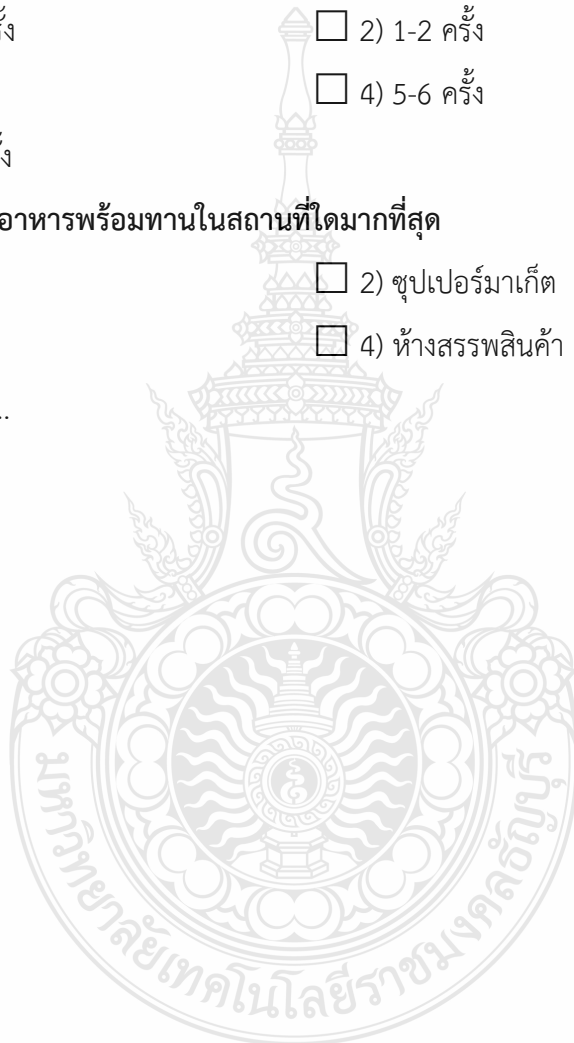 ครั้ง ☐ 2) 1-2 ครั้ง
☐ 4) 5-6 ครั้ง
อาหารพร้อมทานในสถานที่ใดมากที่สุด
☐ 2) ซุปเปอร์มาเก็ต
☐ 4) ห้างสรรพสินค้า
..
มหาวิทยาลัยเทคโนโลยีราชมงคลธัญบุรี